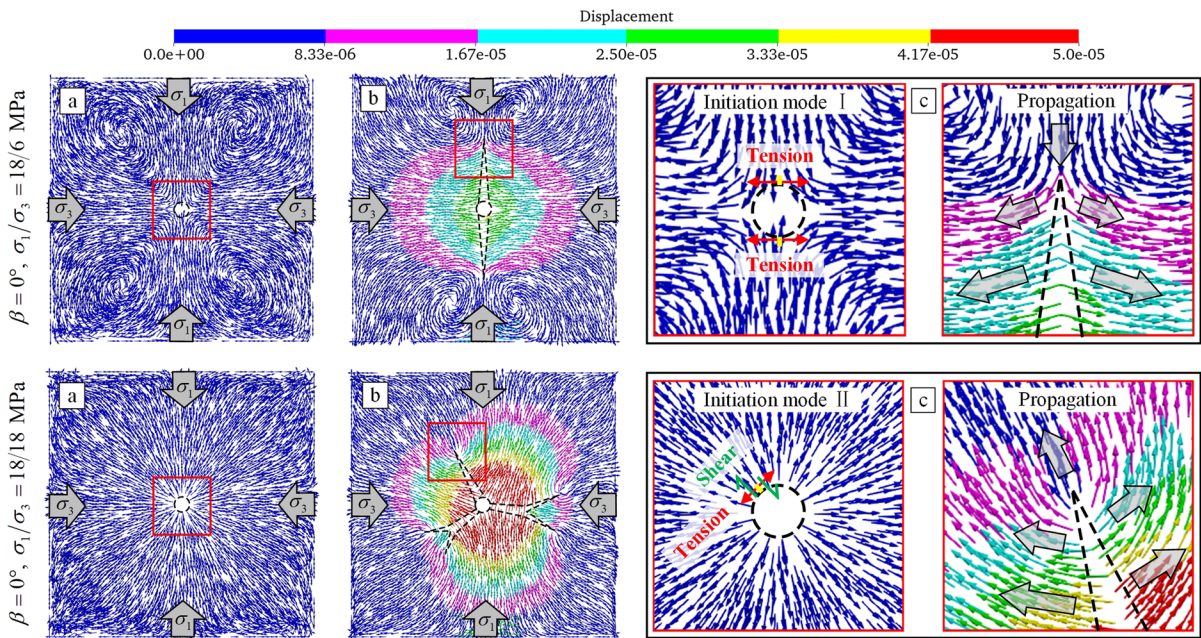 Displacement
0.0e+00 8.33e-06 1.67e-05 2.50e-05 3.33e-05 4.17e-05 5.0e-05
β = 0°, σ1/σ3 = 18/6 MPa
a
σ1
σ3
σ3
σ1
b
σ1
σ3
σ3
σ1
Initiation mode Ⅰ
Tension
Tension
c
Propagation
β = 0°, σ1/σ3 = 18/18 MPa
a
σ1
σ3
σ3
σ1
b
σ1
σ3
σ3
σ1
Initiation mode Ⅱ
Shear
Tension
c
Propagation